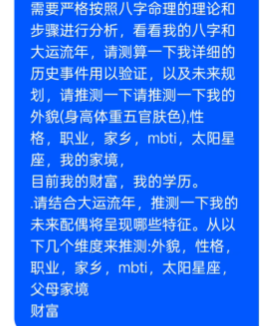 需要严格按照八字命理的理论和
步骤进行分析，看看我的八字和
大运流年，请测算一下我详细的
历史事件用以验证，以及未来规
划，请推测一下请推测一下我的
外貌(身高体重五官肤色),性
格，职业，家乡，mbti，太阳星
座，我的家境，
目前我的财富，我的学历。
.请结合大运流年，推测一下我的
未来配偶将呈现哪些特征。从以
下几个维度来推测:外貌，性格，
职业，家乡，mbti，太阳星座，
父母家境
财富